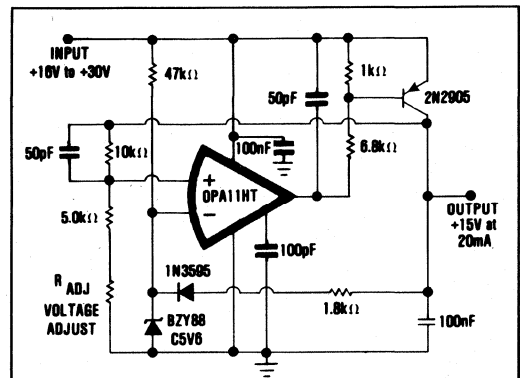 INPUT
+16V to +30V
47kΩ
1kΩ
50pF
2N2905
50pF
10kΩ
100nF
6.8kΩ
+
OPA11HT
−
5.0kΩ
100pF
OUTPUT
+15V at
20mA
1N3595
R ADJ
VOLTAGE
ADJUST
1.8kΩ
BZY88
C5V6
100nF